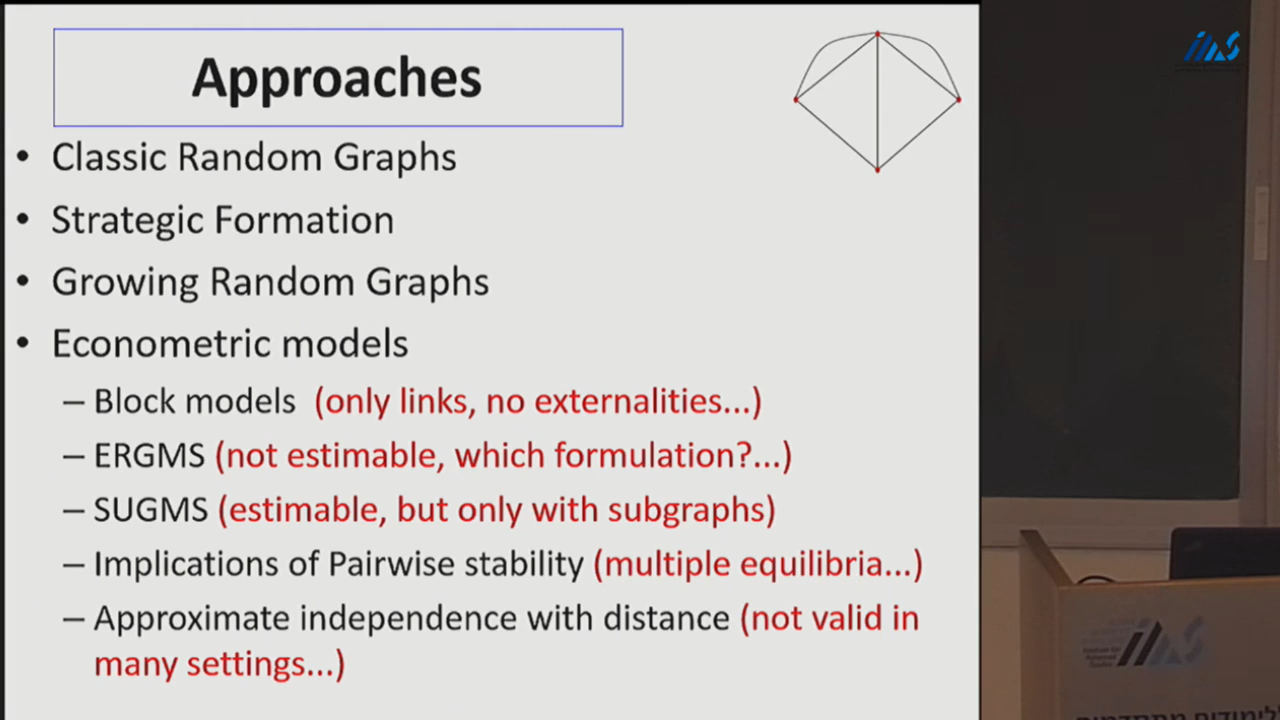 Approaches
IIAS
• Classic Random Graphs
• Strategic Formation
• Growing Random Graphs
• Econometric models
– Block models (only links, no externalities...)
– ERGMS (not estimable, which formulation?...)
– SUGMS (estimable, but only with subgraphs)
– Implications of Pairwise stability (multiple equilibria...)
– Approximate independence with distance (not valid in
many settings...)
IIAS